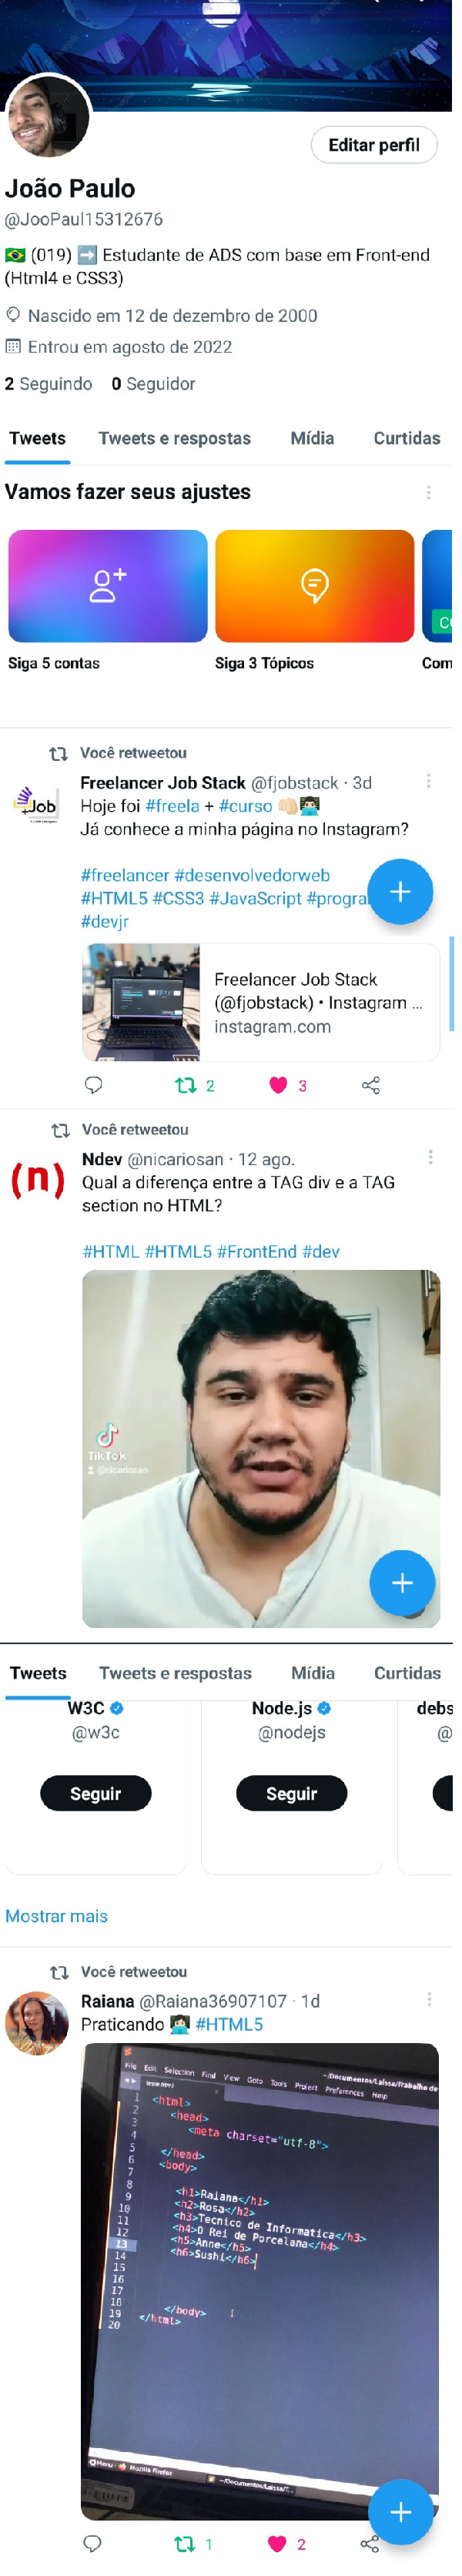 Editar perfil
João Paulo
@JooPaul15312676
🇧🇷 (019) ➡️ Estudante de ADS com base em Front-end
(Html4 e CSS3)
Nascido em 12 de dezembro de 2000
Entrou em agosto de 2022
2 Seguindo 0 Seguidor
Tweets Tweets e respostas Mídia Curtidas
Vamos fazer seus ajustes
Siga 5 contas Siga 3 Tópicos Com
Você retweetou
Freelancer Job Stack @fjobstack · 3d
Job
Hoje foi #freela + #curso 👊🏻👨🏻‍💻
Já conhece a minha página no Instagram?
#freelancer #desenvolvedorweb
#HTML5 #CSS3 #JavaScript #progra
#devjr
Freelancer Job Stack
(@fjobstack) • Instagram ...
instagram.com
2 3
Você retweetou
Ndev @nicariosan · 12 ago.
(n)
Qual a diferença entre a TAG div e a TAG
section no HTML?
#HTML #HTML5 #FrontEnd #dev
TikTok
@nicariosan
Tweets Tweets e respostas Mídia Curtidas
W3C Node.js debs
@w3c @nodejs @
Seguir Seguir
Mostrar mais
Você retweetou
Raiana @Raiana36907107 · 1d
Praticando 👩🏻‍💻 #HTML5
~/Documentos/Laissa/Trabalho de
File Edit Selection Find View Goto Tools Project Preferences Help
teste.html
1 <html>
2 <head>
3 <meta charset="utf-8">
4
5 </head>
6 <body>
7
8 <h1>Raiana</h1>
9 <h2>Rosa</h2>
10 <h3>Tecnico de Informatica</h3>
11 <h4>O Rei de Porcelana</h4>
12 <h5>Anne</h5>
13 <h6>Sushi</h6>
14
15
16
17
18 </body>
19 </html>
20
Menu Mozilla Firefox ~/Documentos/Laissa/T...
1 2